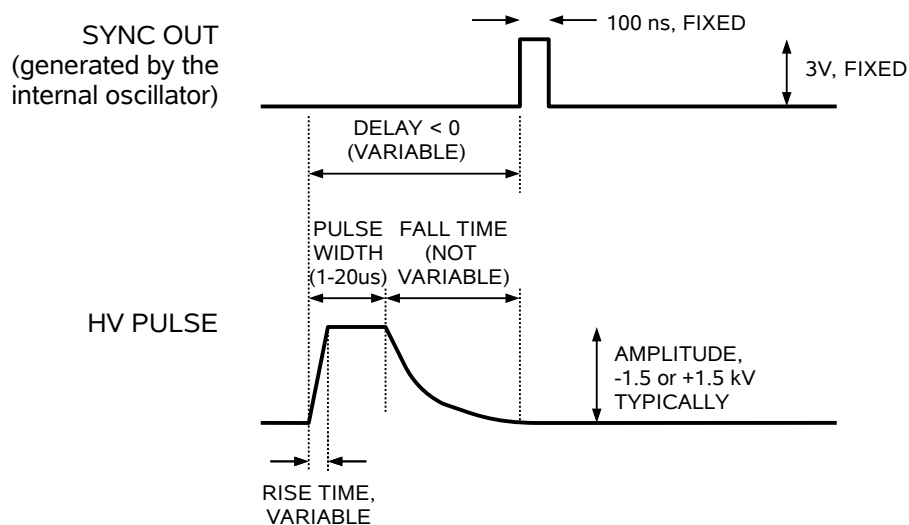 100 ns, FIXED
SYNC OUT
(generated by the
internal oscillator)
3V, FIXED
DELAY < 0
(VARIABLE)
PULSE
WIDTH
(1-20us)
FALL TIME
(NOT
VARIABLE)
HV PULSE
AMPLITUDE,
-1.5 or +1.5 kV
TYPICALLY
RISE TIME,
VARIABLE